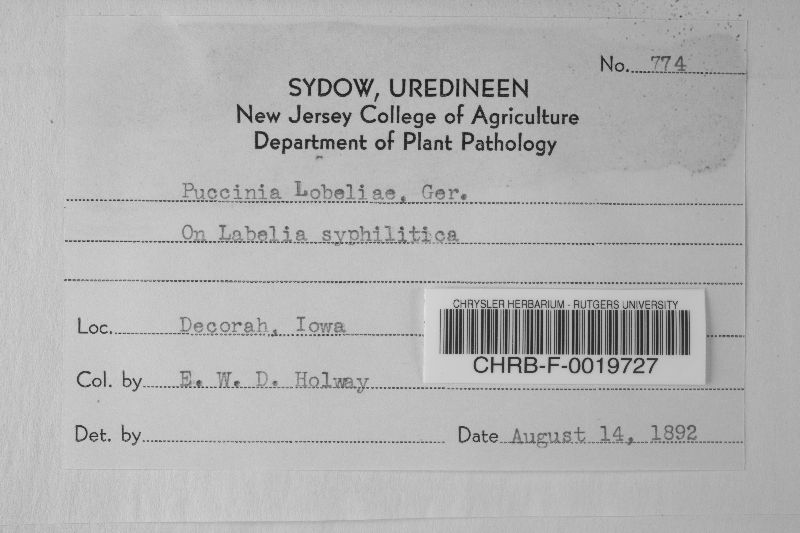 No. 774
SYDOW, UREDINEEN
New Jersey College of Agriculture
Department of Plant Pathology
Puccinia Lobeliae, Ger.
On Labelia syphilitica
Loc. Decorah, Iowa
CHRYSLER HERBARIUM - RUTGERS UNIVERSITY
CHRB-F-0019727
Col. by E. W. D. Holway
Det. by
Date August 14, 1892